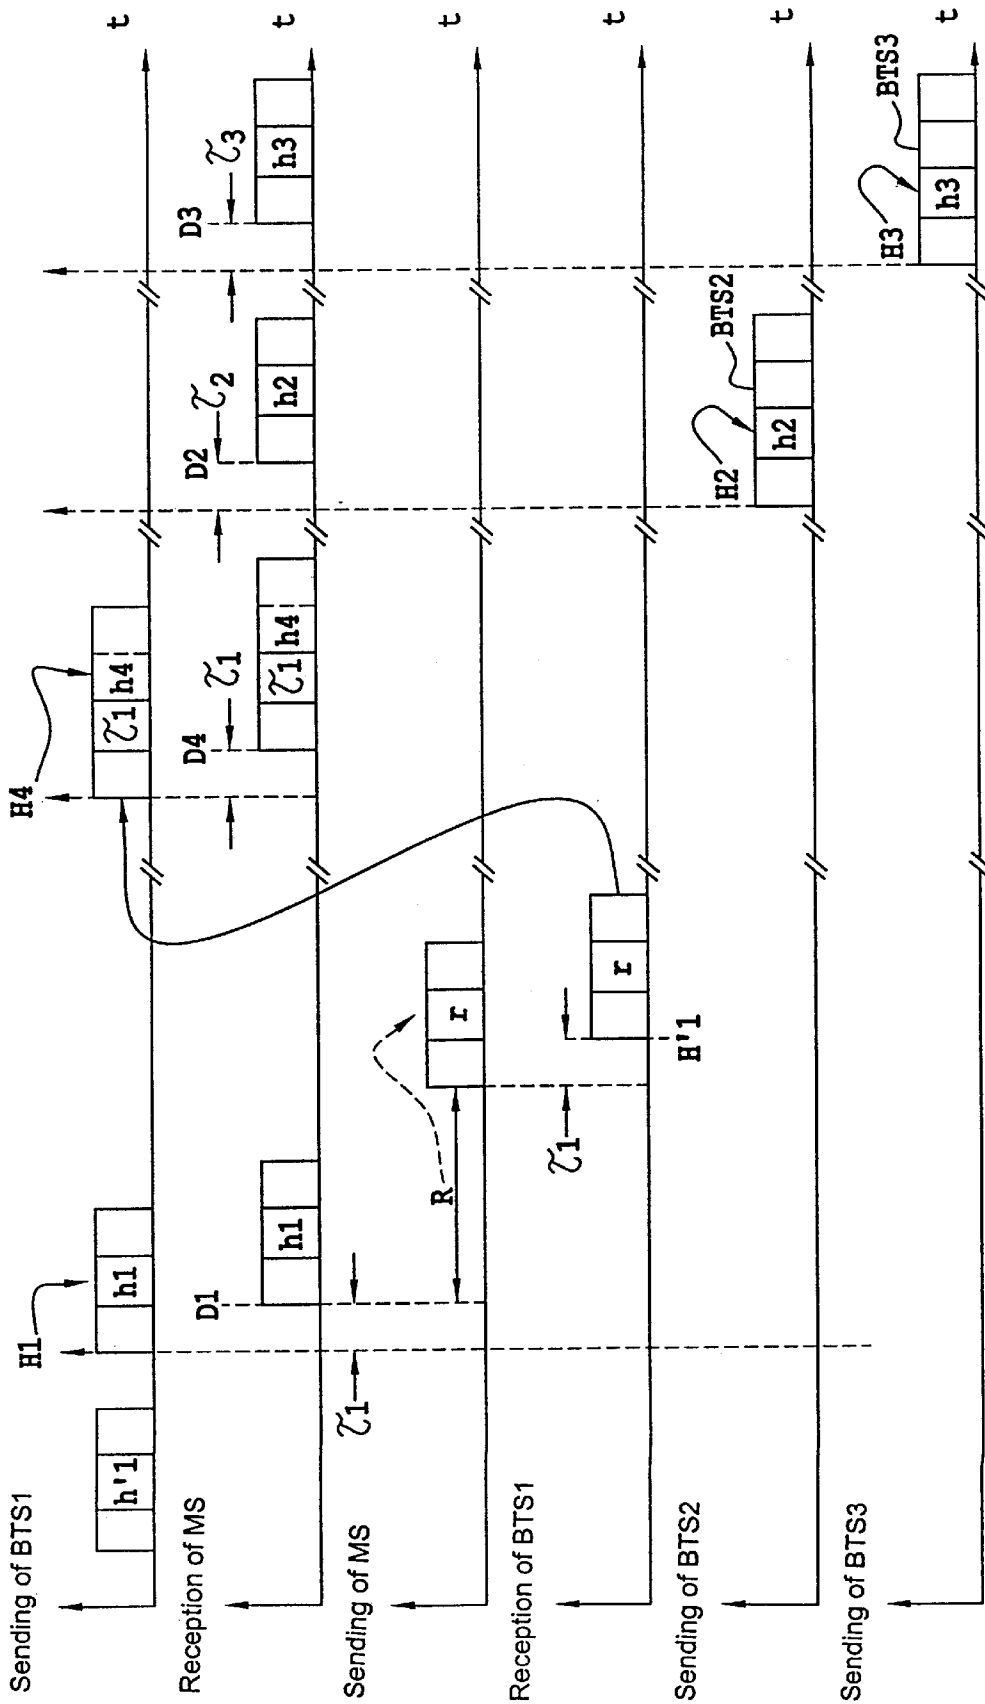 Sending of BTS1
h'1
H1
h1
H4
τ1 h4
t
Reception of MS
D1
h1
D4
τ1
τ1 h4
D2
τ2
h2
D3
τ3
h3
t
Sending of MS
τ1
R
r
t
Reception of BTS1
τ1
H'1
r
t
Sending of BTS2
H2
h2
BTS2
t
Sending of BTS3
H3
h3
BTS3
t